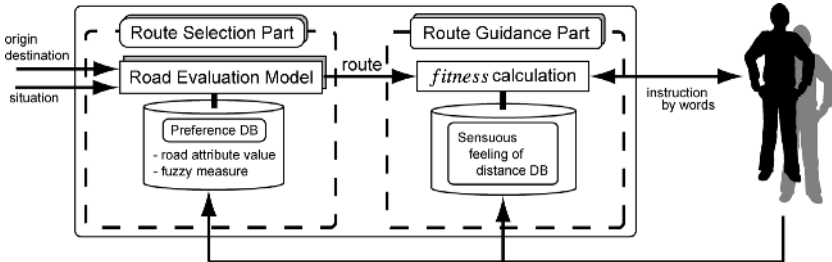 origin
destination
situation
Route Selection Part
Road Evaluation Model
Preference DB
- road attribute value
- fuzzy measure
route
Route Guidance Part
fitness calculation
Sensuous
feeling of
distance DB
instruction
by words